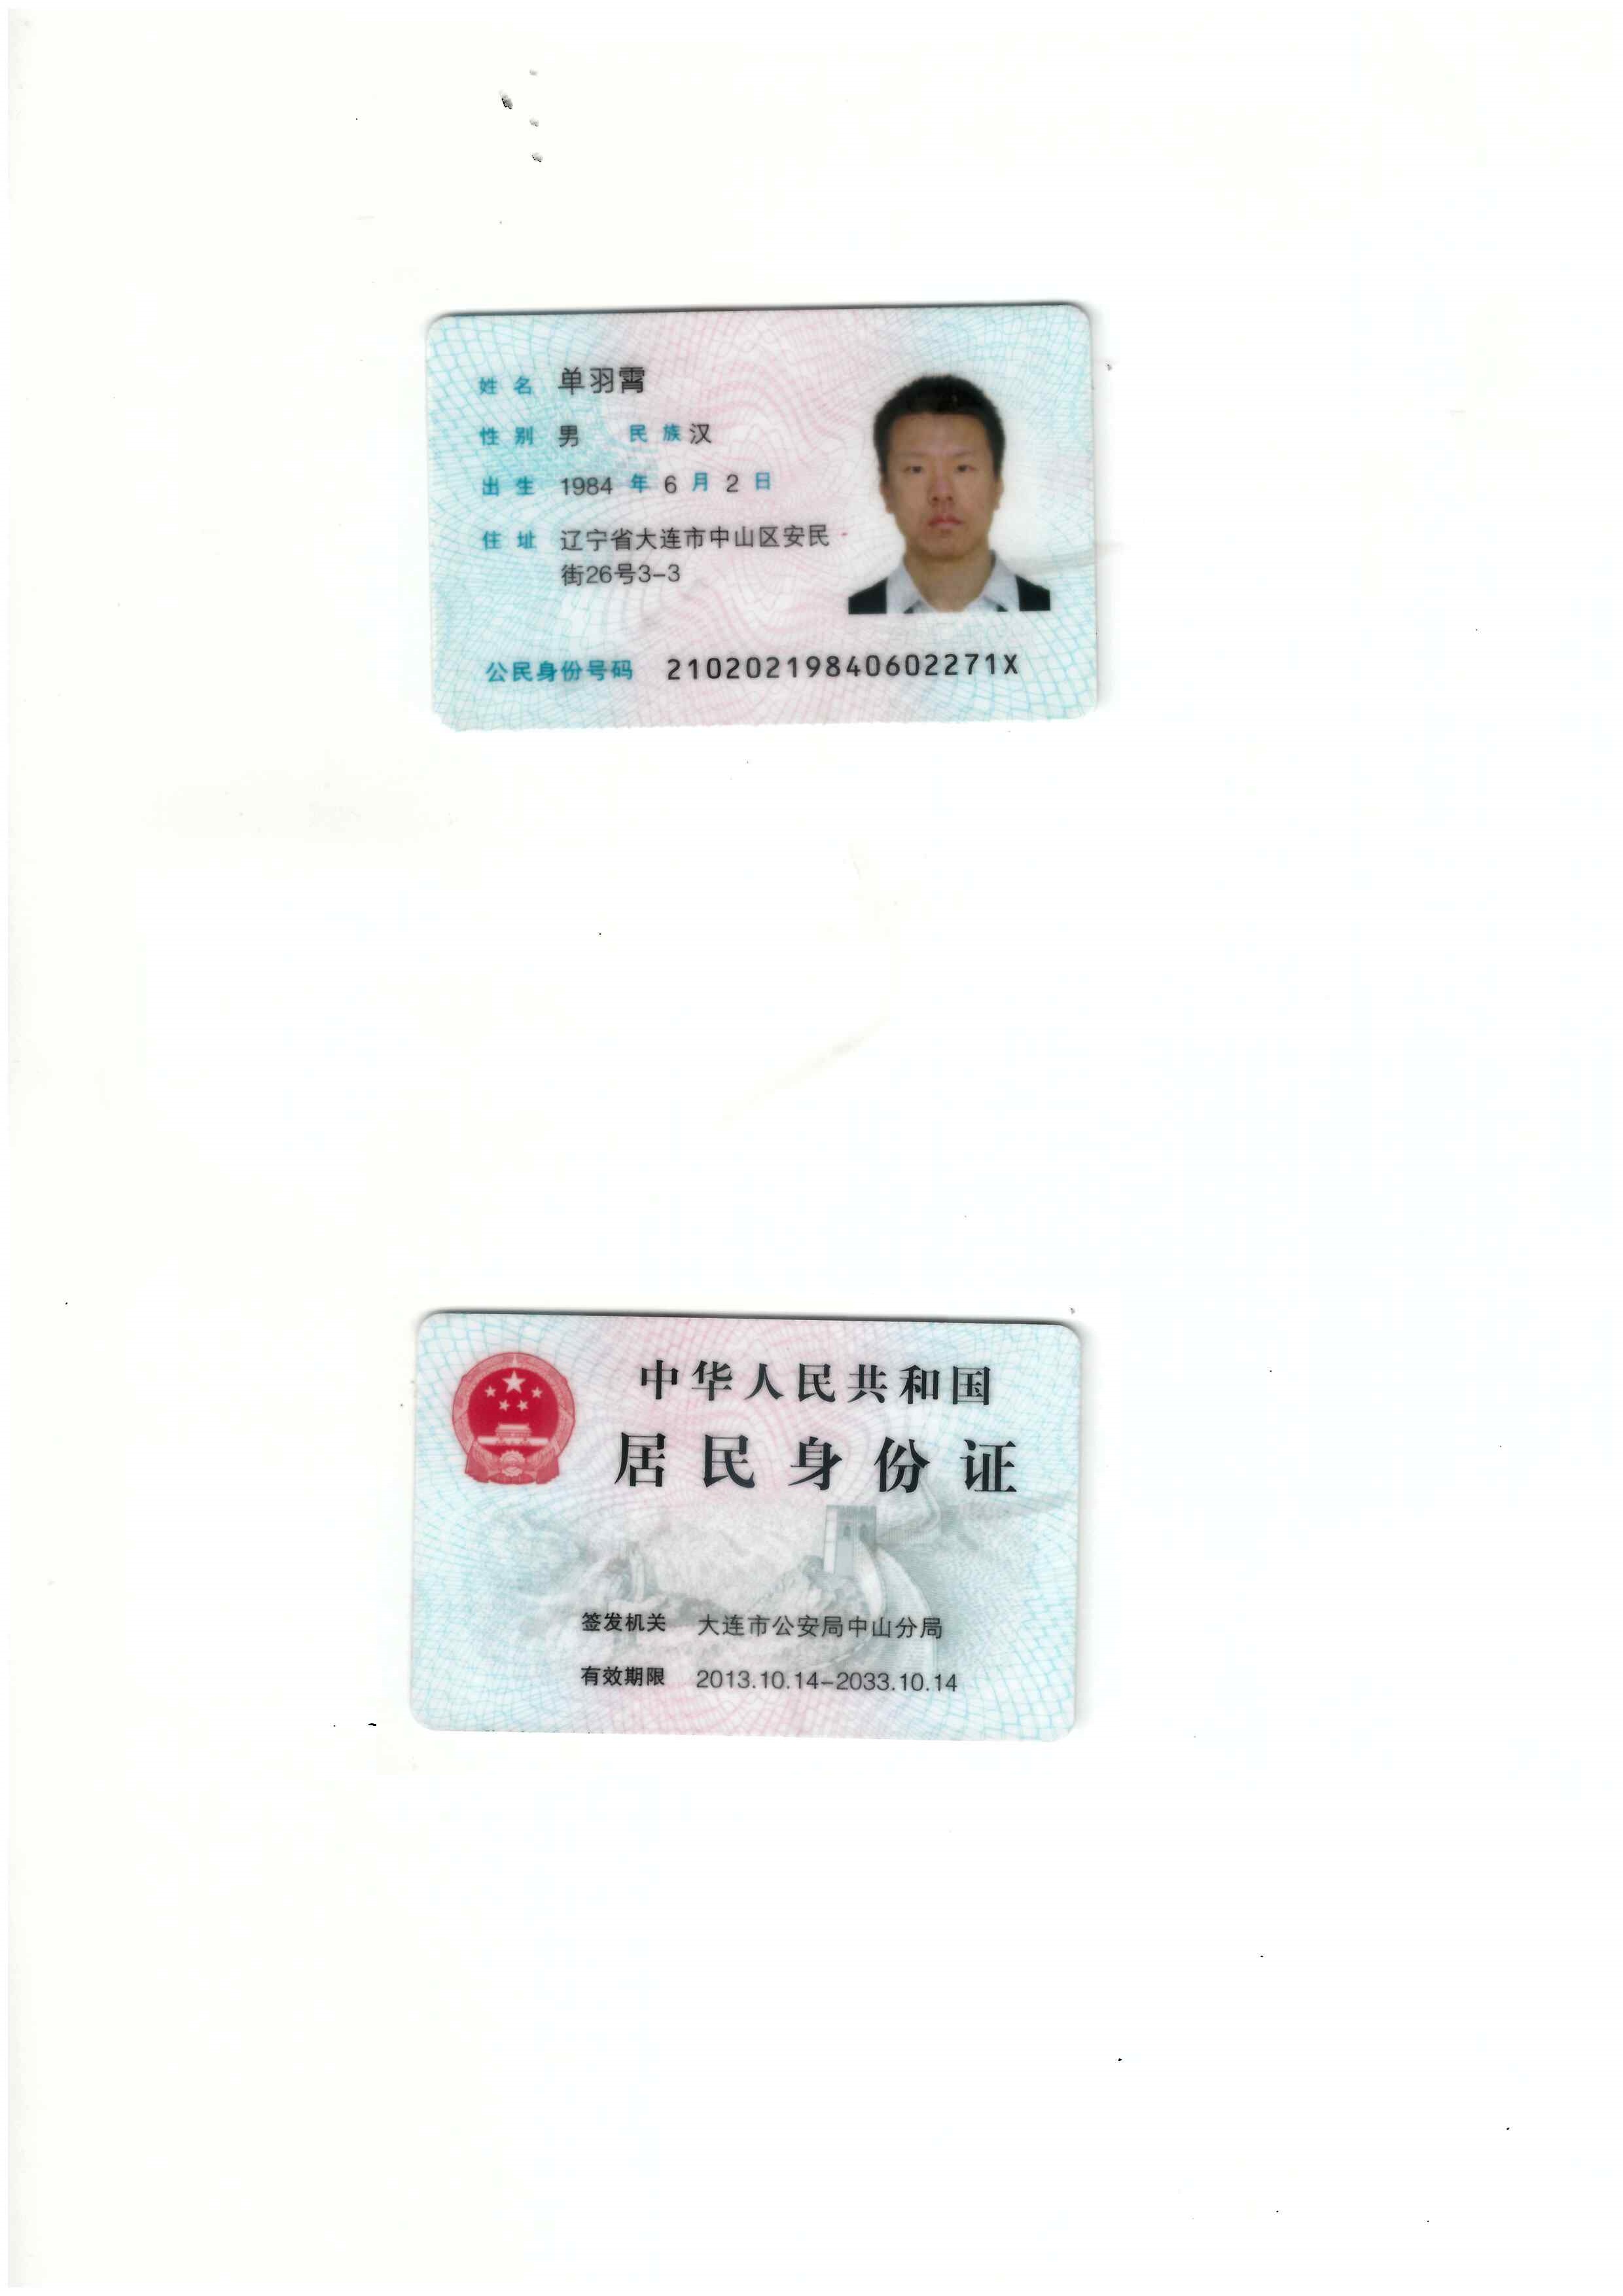 姓名 单羽霄
性别 男 民族 汉
出生 1984 年 6 月 2 日
住址 辽宁省大连市中山区安民
街26号3-3
公民身份号码 21020219840602271X
中华人民共和国
居民身份证
签发机关 大连市公安局中山分局
有效期限 2013.10.14-2033.10.14